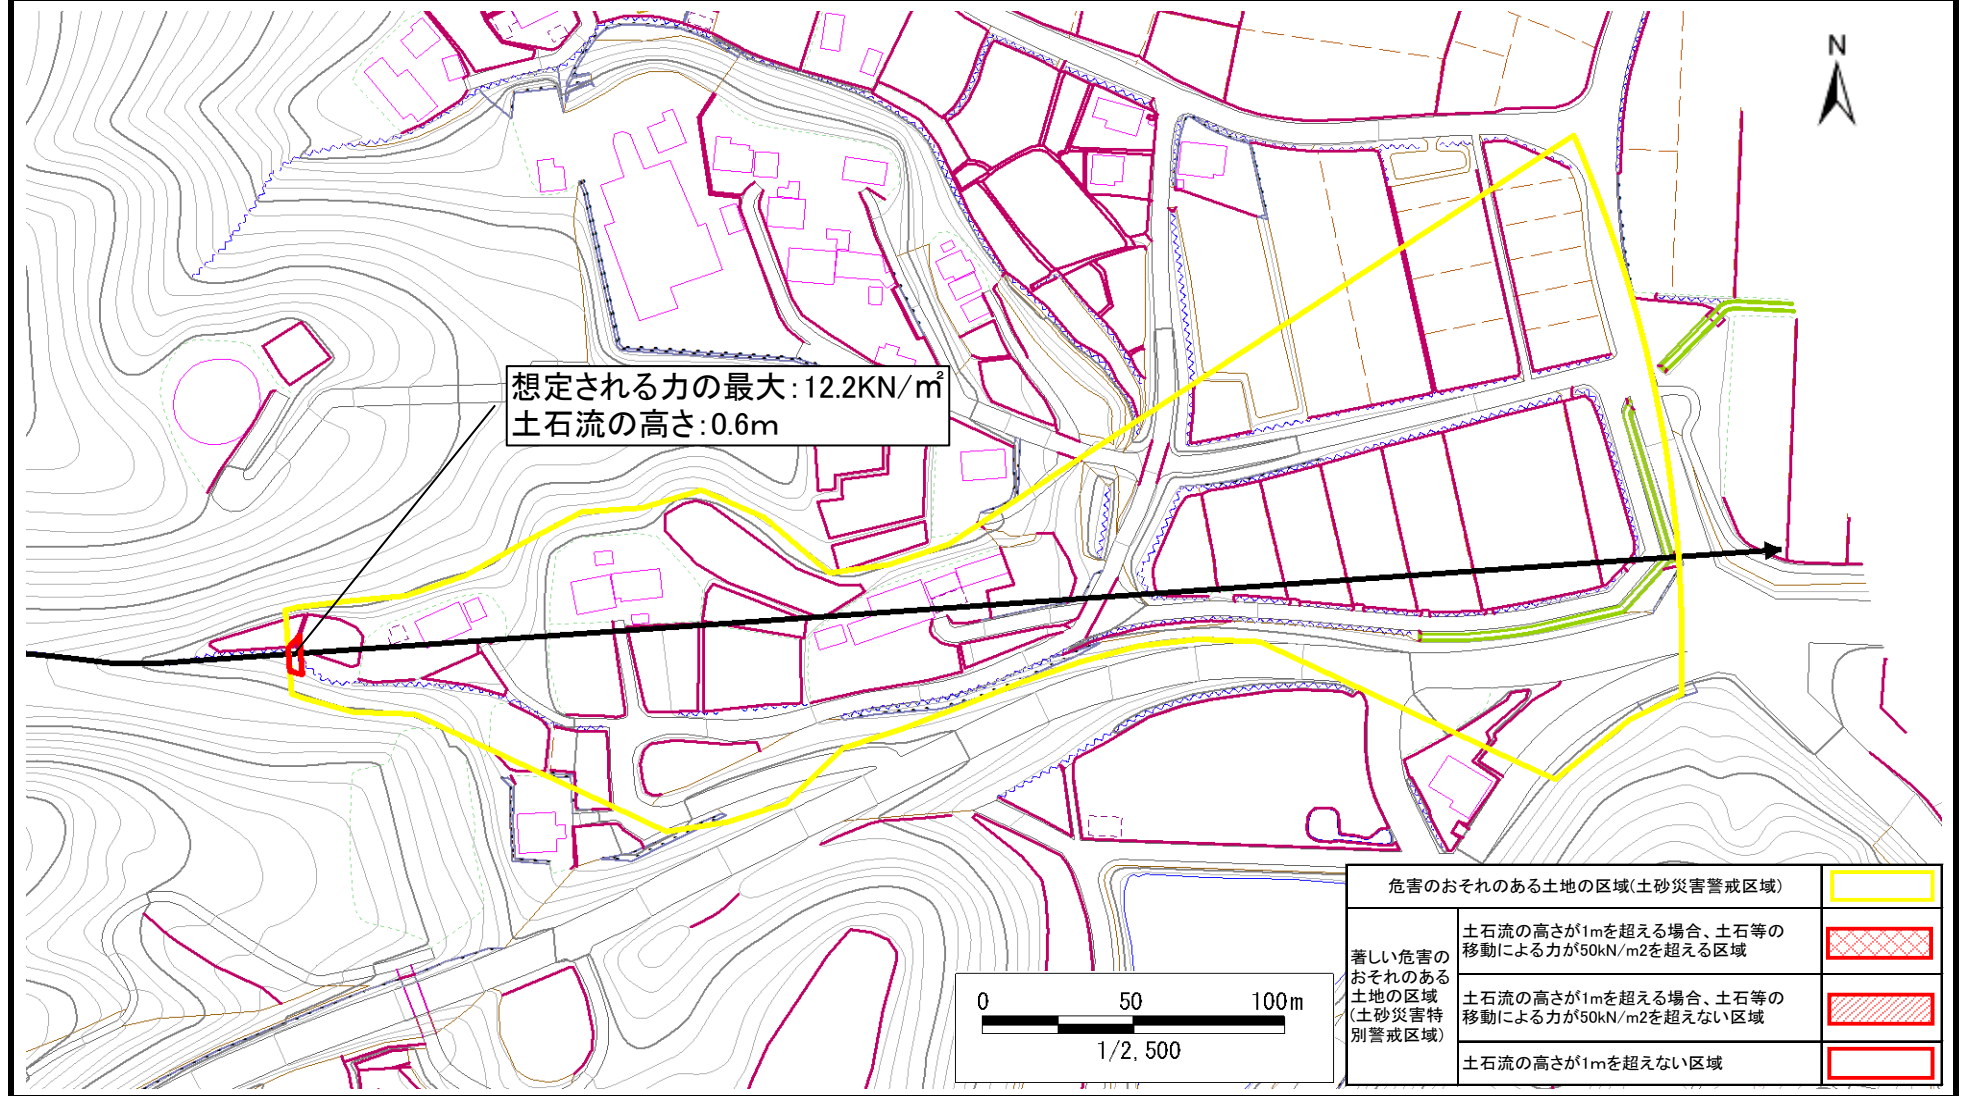 N
想定される力の最大:12.2KN/㎡
土石流の高さ:0.6m
危害のおそれのある土地の区域(土砂災害警戒区域)
著しい危害の
おそれのある
土地の区域
(土砂災害特
別警戒区域)
土石流の高さが1mを超える場合、土石等の
移動による力が50kN/m2を超える区域
土石流の高さが1mを超える場合、土石等の
移動による力が50kN/m2を超えない区域
土石流の高さが1mを超えない区域
0 50 100m
1/2,500